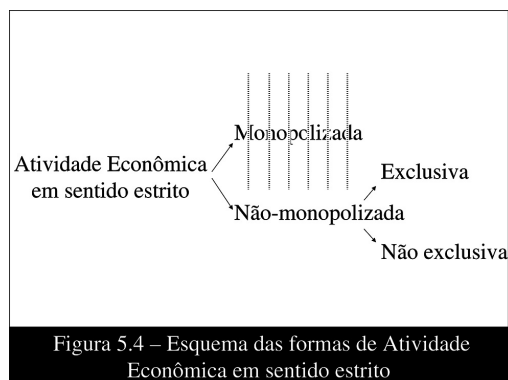 Monopolizada
Atividade Econômica
em sentido estrito
Exclusiva
Não-monopolizada
Não exclusiva
Figura 5.4 – Esquema das formas de Atividade
Econômica em sentido estrito